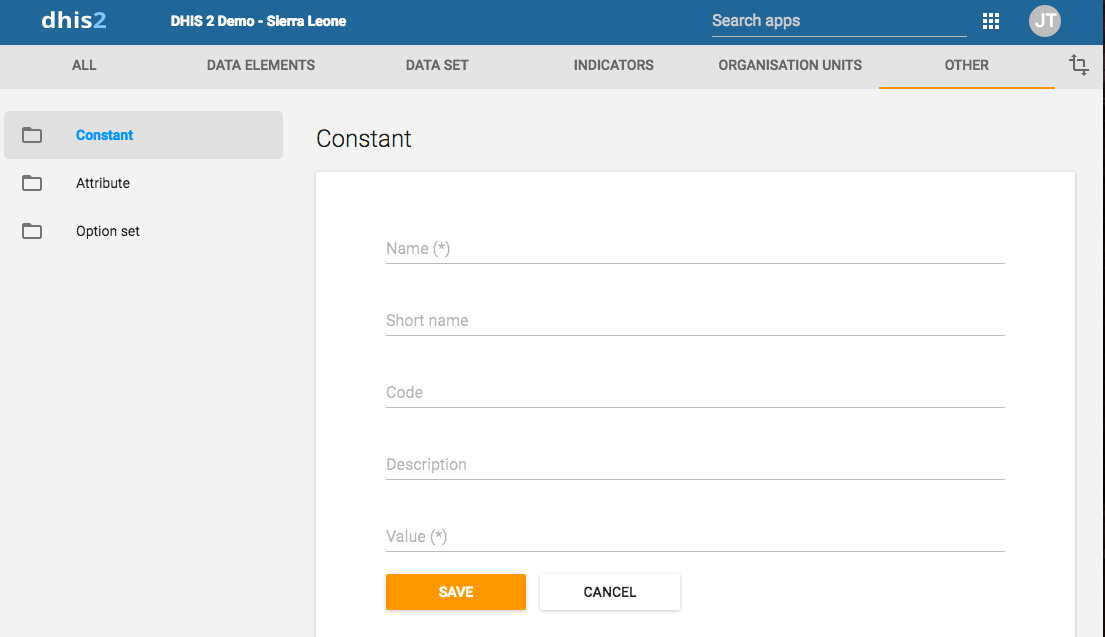 dhis2 DHIS 2 Demo - Sierra Leone Search apps JT
ALL DATA ELEMENTS DATA SET INDICATORS ORGANISATION UNITS OTHER
Constant
Attribute
Option set
Constant
Name (*)
Short name
Code
Description
Value (*)
SAVE CANCEL